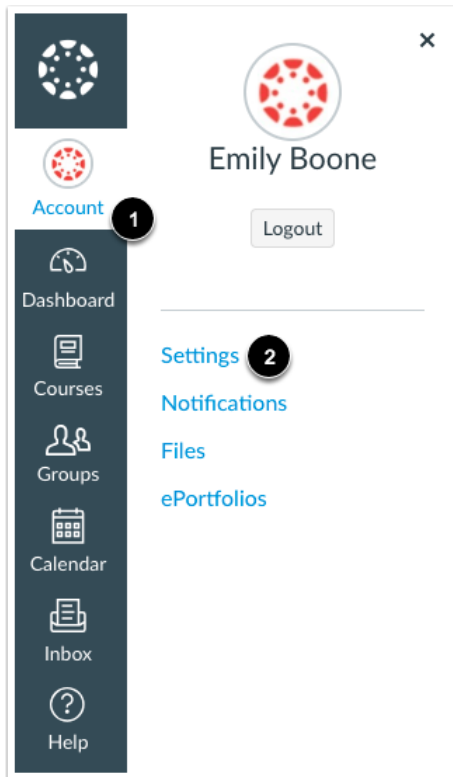 Account
1
Dashboard
Courses
Groups
Calendar
Inbox
Help
×
Emily Boone
Logout
Settings 2
Notifications
Files
ePortfolios